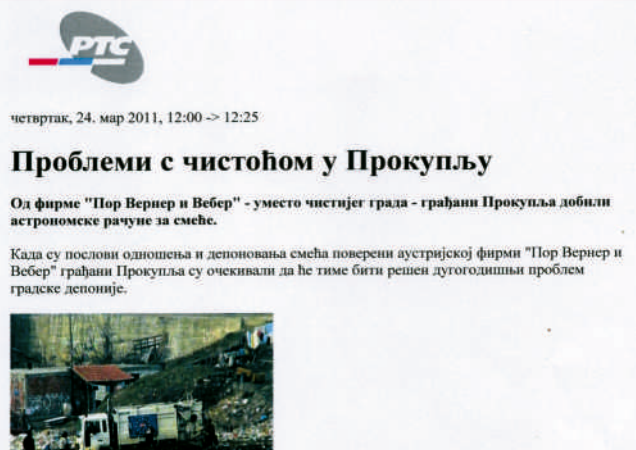 РТС
четвртак, 24. мар 2011, 12:00 -> 12:25
Проблеми с чистоћом у Прокупљу
Од фирме "Пор Вернер и Вебер" - уместо чистијег града - грађани Прокупља добили
астрономске рачуне за смеће.
Када су послови одношења и депоновања смећа поверени аустријској фирми "Пор Вернер и
Вебер" грађани Прокупља су очекивали да ће тиме бити решен дугогодишњи проблем
градске депоније.